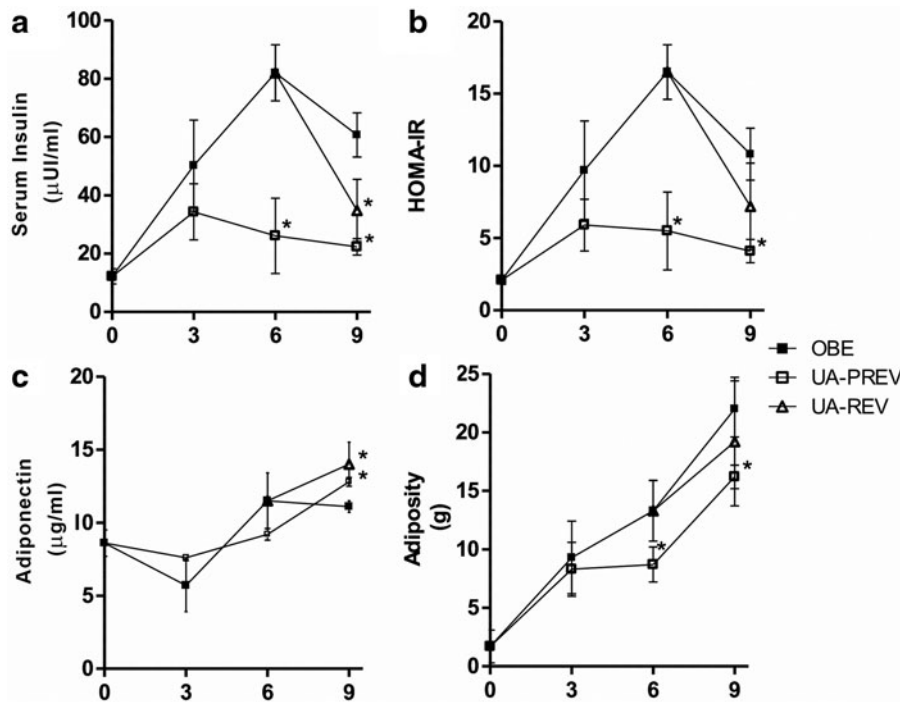 a
Serum Insulin
(µUI/ml)
100
80
60
40
20
0
0 3 6 9
*
*
*
b
HOMA-IR
20
15
10
5
0
0 3 6 9
*
*
OBE
UA-PREV
UA-REV
c
Adiponectin
(µg/ml)
20
15
10
5
0
0 3 6 9
*
*
d
Adiposity
(g)
25
20
15
10
5
0
0 3 6 9
*
*